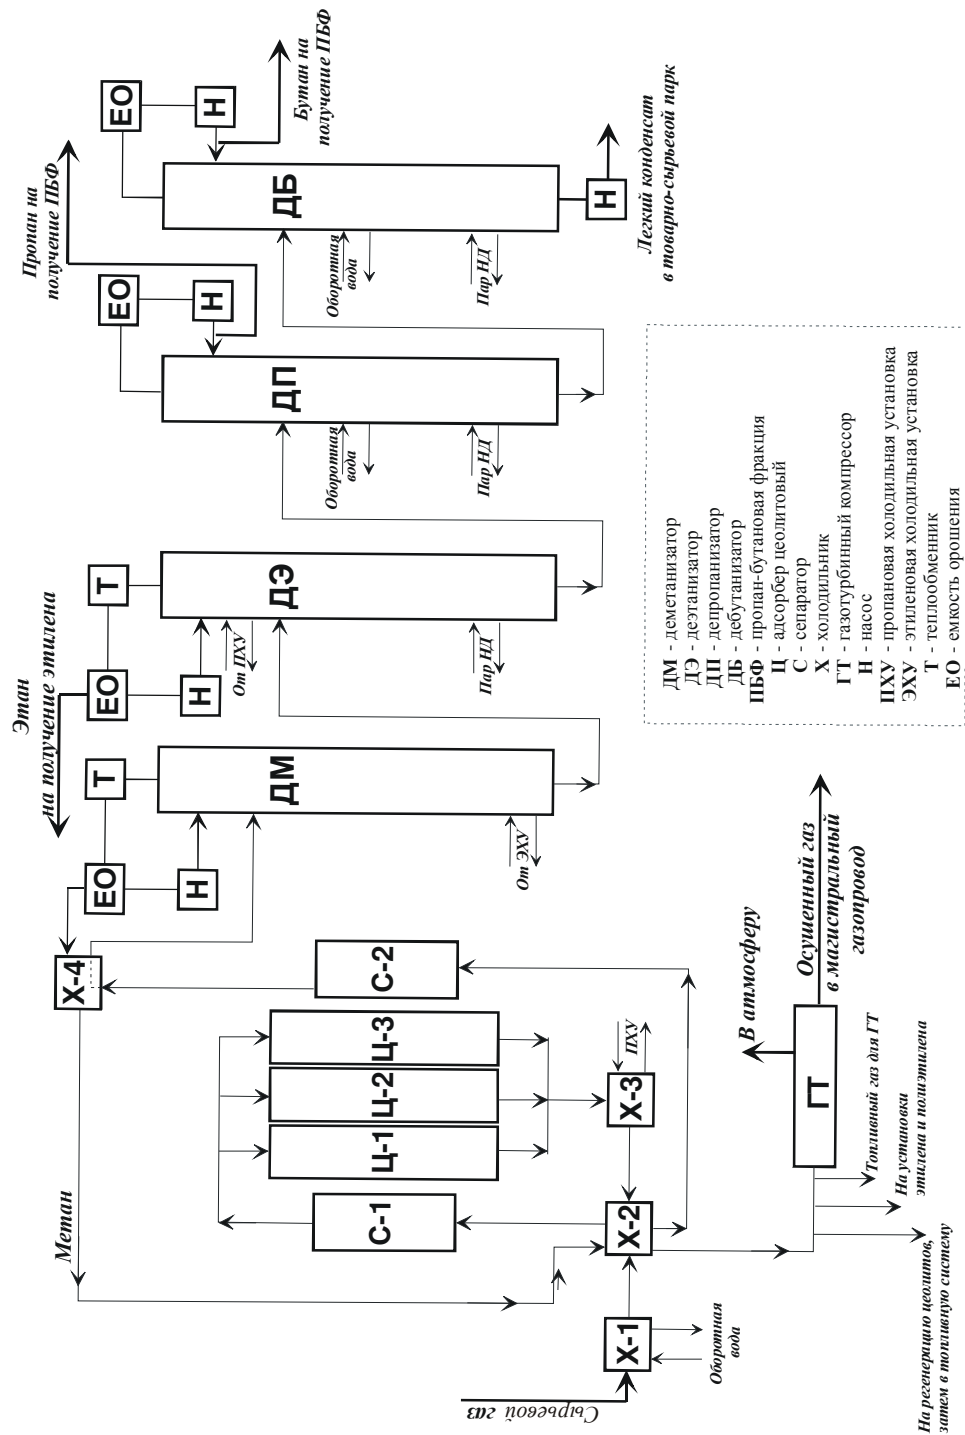 Сырьевой газ
Х-1
Оборотная
вода
Х-2
Х-3
ПХУ
С-1
Ц-1
Ц-2
Ц-3
С-2
Х-4
Метан
ГТ
В атмосферу
Осушенный газ
в магистральный
газопровод
Топливный газ для ГТ
На установки
этилена и полиэтилена
На регенерацию цеолитов,
затем в топливную систему
ДМ
ЕО
Т
Н
От ЭХУ
Этан
на получение этилена
ДЭ
ЕО
Т
Н
От ПХУ
Пар НД
Пропан на
получение ПБФ
ДП
ЕО
Н
Оборотная
вода
Пар НД
ДБ
ЕО
Н
Бутан на
получение ПБФ
Оборотная
вода
Пар НД
Н
Легкий конденсат
в товарно-сырьевой парк
ДМ - деметанизатор
ДЭ - деэтанизатор
ДП - депропанизатор
ДБ - дебутанизатор
ПБФ - пропан-бутановая фракция
Ц - адсорбер цеолитовый
С - сепаратор
Х - холодильник
ГТ - газотурбинный компрессор
Н - насос
ПХУ - пропановая холодильная установка
ЭХУ - этиленовая холодильная установка
Т - теплообменник
ЕО - емкость орошения